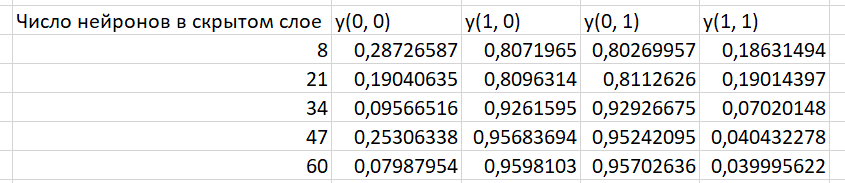 Число нейронов в скрытом слое y(0, 0) y(1, 0) y(0, 1) y(1, 1)
8 0,28726587 0,8071965 0,80269957 0,18631494
21 0,19040635 0,8096314 0,8112626 0,19014397
34 0,09566516 0,9261595 0,92926675 0,07020148
47 0,25306338 0,95683694 0,95242095 0,040432278
60 0,07987954 0,9598103 0,95702636 0,039995622